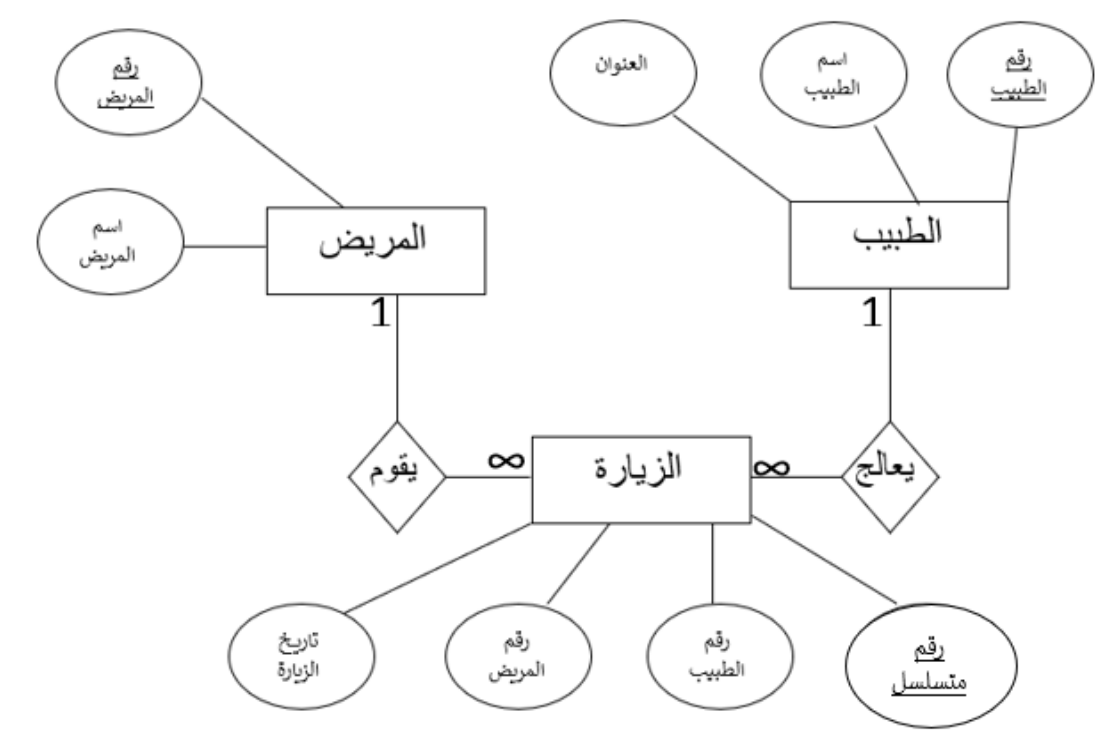 رقم
الطبيب
اسم
الطبيب
العنوان
رقم
المريض
اسم
المريض
الطبيب
المريض
1
1
يعالج
∞
الزيارة
∞
يقوم
رقم
متسلسل
رقم
الطبيب
رقم
المريض
تاريخ
الزيارة